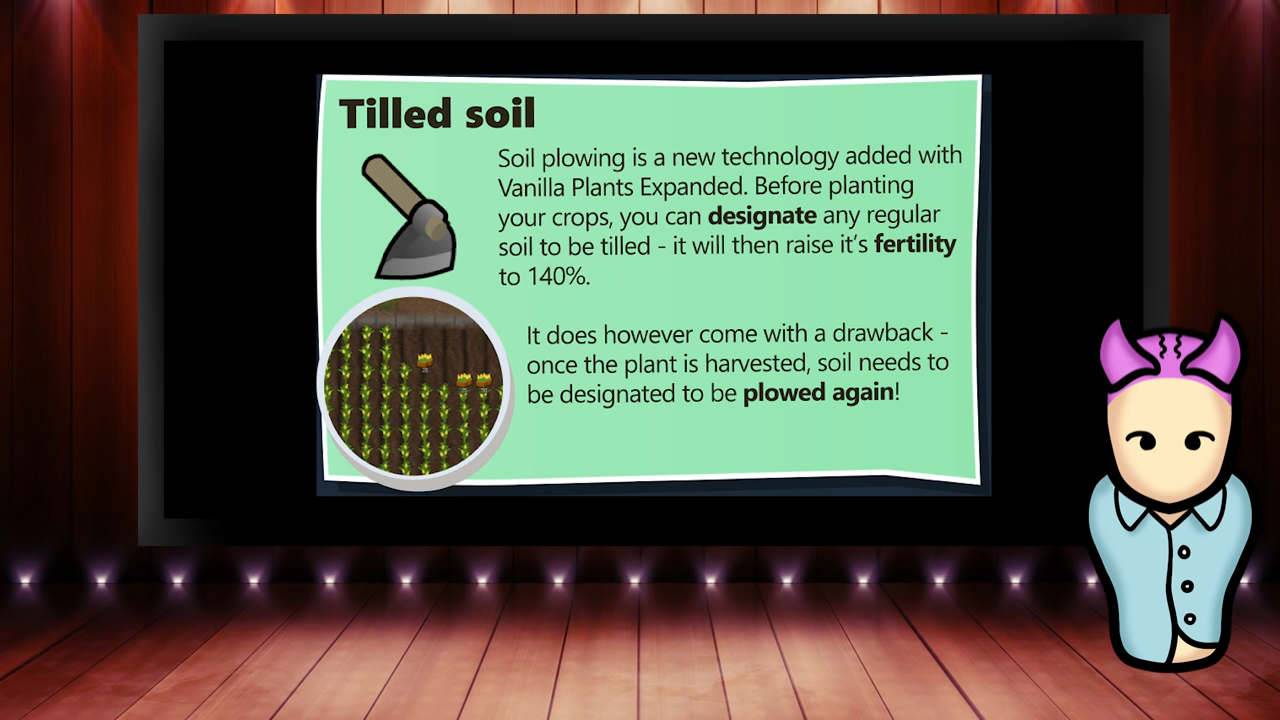 Tilled soil
Soil plowing is a new technology added with
Vanilla Plants Expanded. Before planting
your crops, you can designate any regular
soil to be tilled - it will then raise it’s fertility
to 140%.
It does however come with a drawback -
once the plant is harvested, soil needs to
be designated to be plowed again!